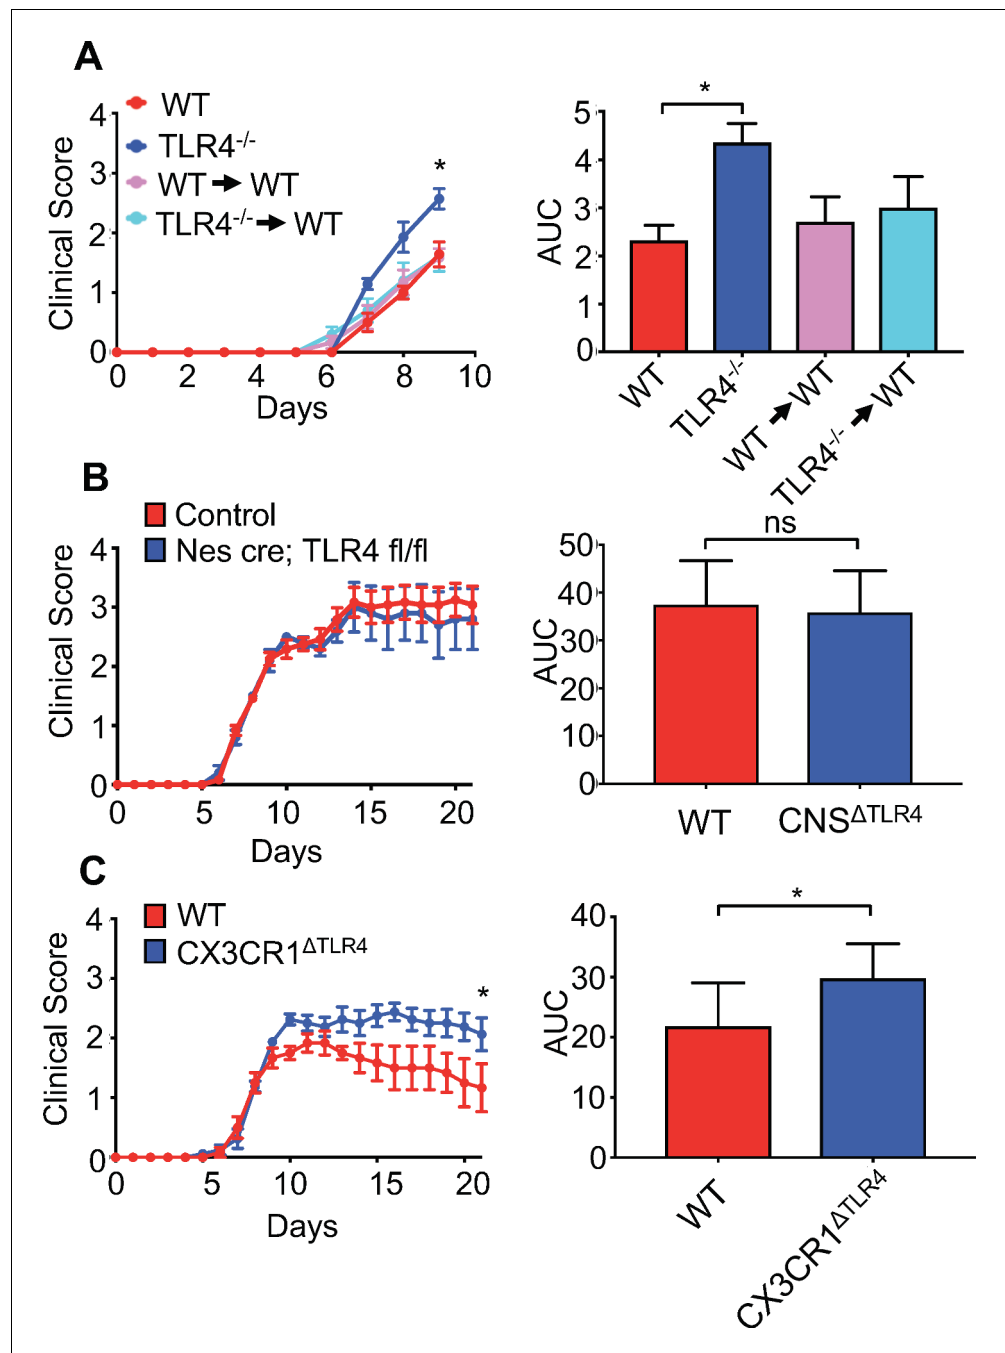 A
WT
TLR4-/-
WT → WT
TLR4-/- → WT
Clinical Score
4
3
2
1
0
*
0 2 4 6 8 10
Days
AUC
5
4
3
2
1
0
*
WT
TLR4-/-
WT → WT
TLR4-/- → WT
B
Control
Nes cre; TLR4 fl/fl
Clinical Score
4
3
2
1
0
0 5 10 15 20
Days
AUC
50
40
30
20
10
0
ns
WT
CNSΔTLR4
C
WT
CX3CR1ΔTLR4
Clinical Score
4
3
2
1
0
*
0 5 10 15 20
Days
AUC
40
30
20
10
0
*
WT
CX3CR1ΔTLR4